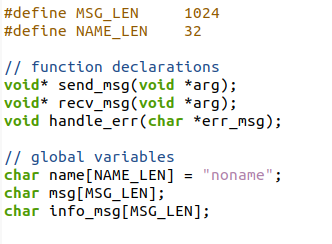 #define MSG_LEN     1024
#define NAME_LEN    32
// function declarations
void* send_msg(void *arg);
void* recv_msg(void *arg);
void handle_err(char *err_msg);
// global variables
char name[NAME_LEN] = "noname";
char msg[MSG_LEN];
char info_msg[MSG_LEN];